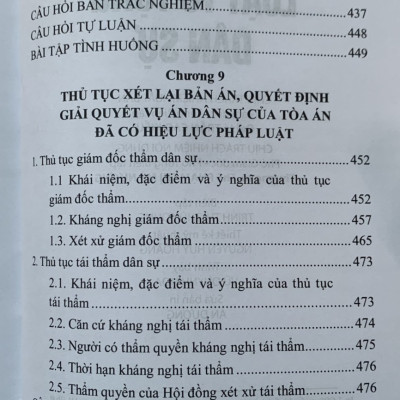 CÂU HỎI BÁN TRẮC NGHIỆM.................437
CÂU HỎI TỰ LUẬN.................448
BÀI TẬP TÌNH HUỐNG.................449
Chương 9
THỦ TỤC XÉT LẠI BẢN ÁN, QUYẾT ĐỊNH
GIẢI QUYẾT VỤ ÁN DÂN SỰ CỦA TÒA ÁN
ĐÃ CÓ HIỆU LỰC PHÁP LUẬT
1. Thủ tục giám đốc thẩm dân sự.................452
1.1 Khái niệm, đặc điểm và ý nghĩa của thủ tục
giám đốc thẩm.................452
1.2. Kháng nghị giám đốc thẩm.................457
1.3. Xét xử giám đốc thẩm.................465
2. Thủ tục tái thẩm dân sự.................473
2.1. Khái niệm, đặc điểm và ý nghĩa của thủ tục
tái thẩm.................473
2.2. Căn cứ kháng nghị tái thẩm.................474
2.3. Người có thẩm quyền kháng nghị tái thẩm.................475
2.4. Thời hạn kháng nghị tái thẩm.................476
2.5. Thẩm quyền của Hội đồng xét xử tái thẩm.................476